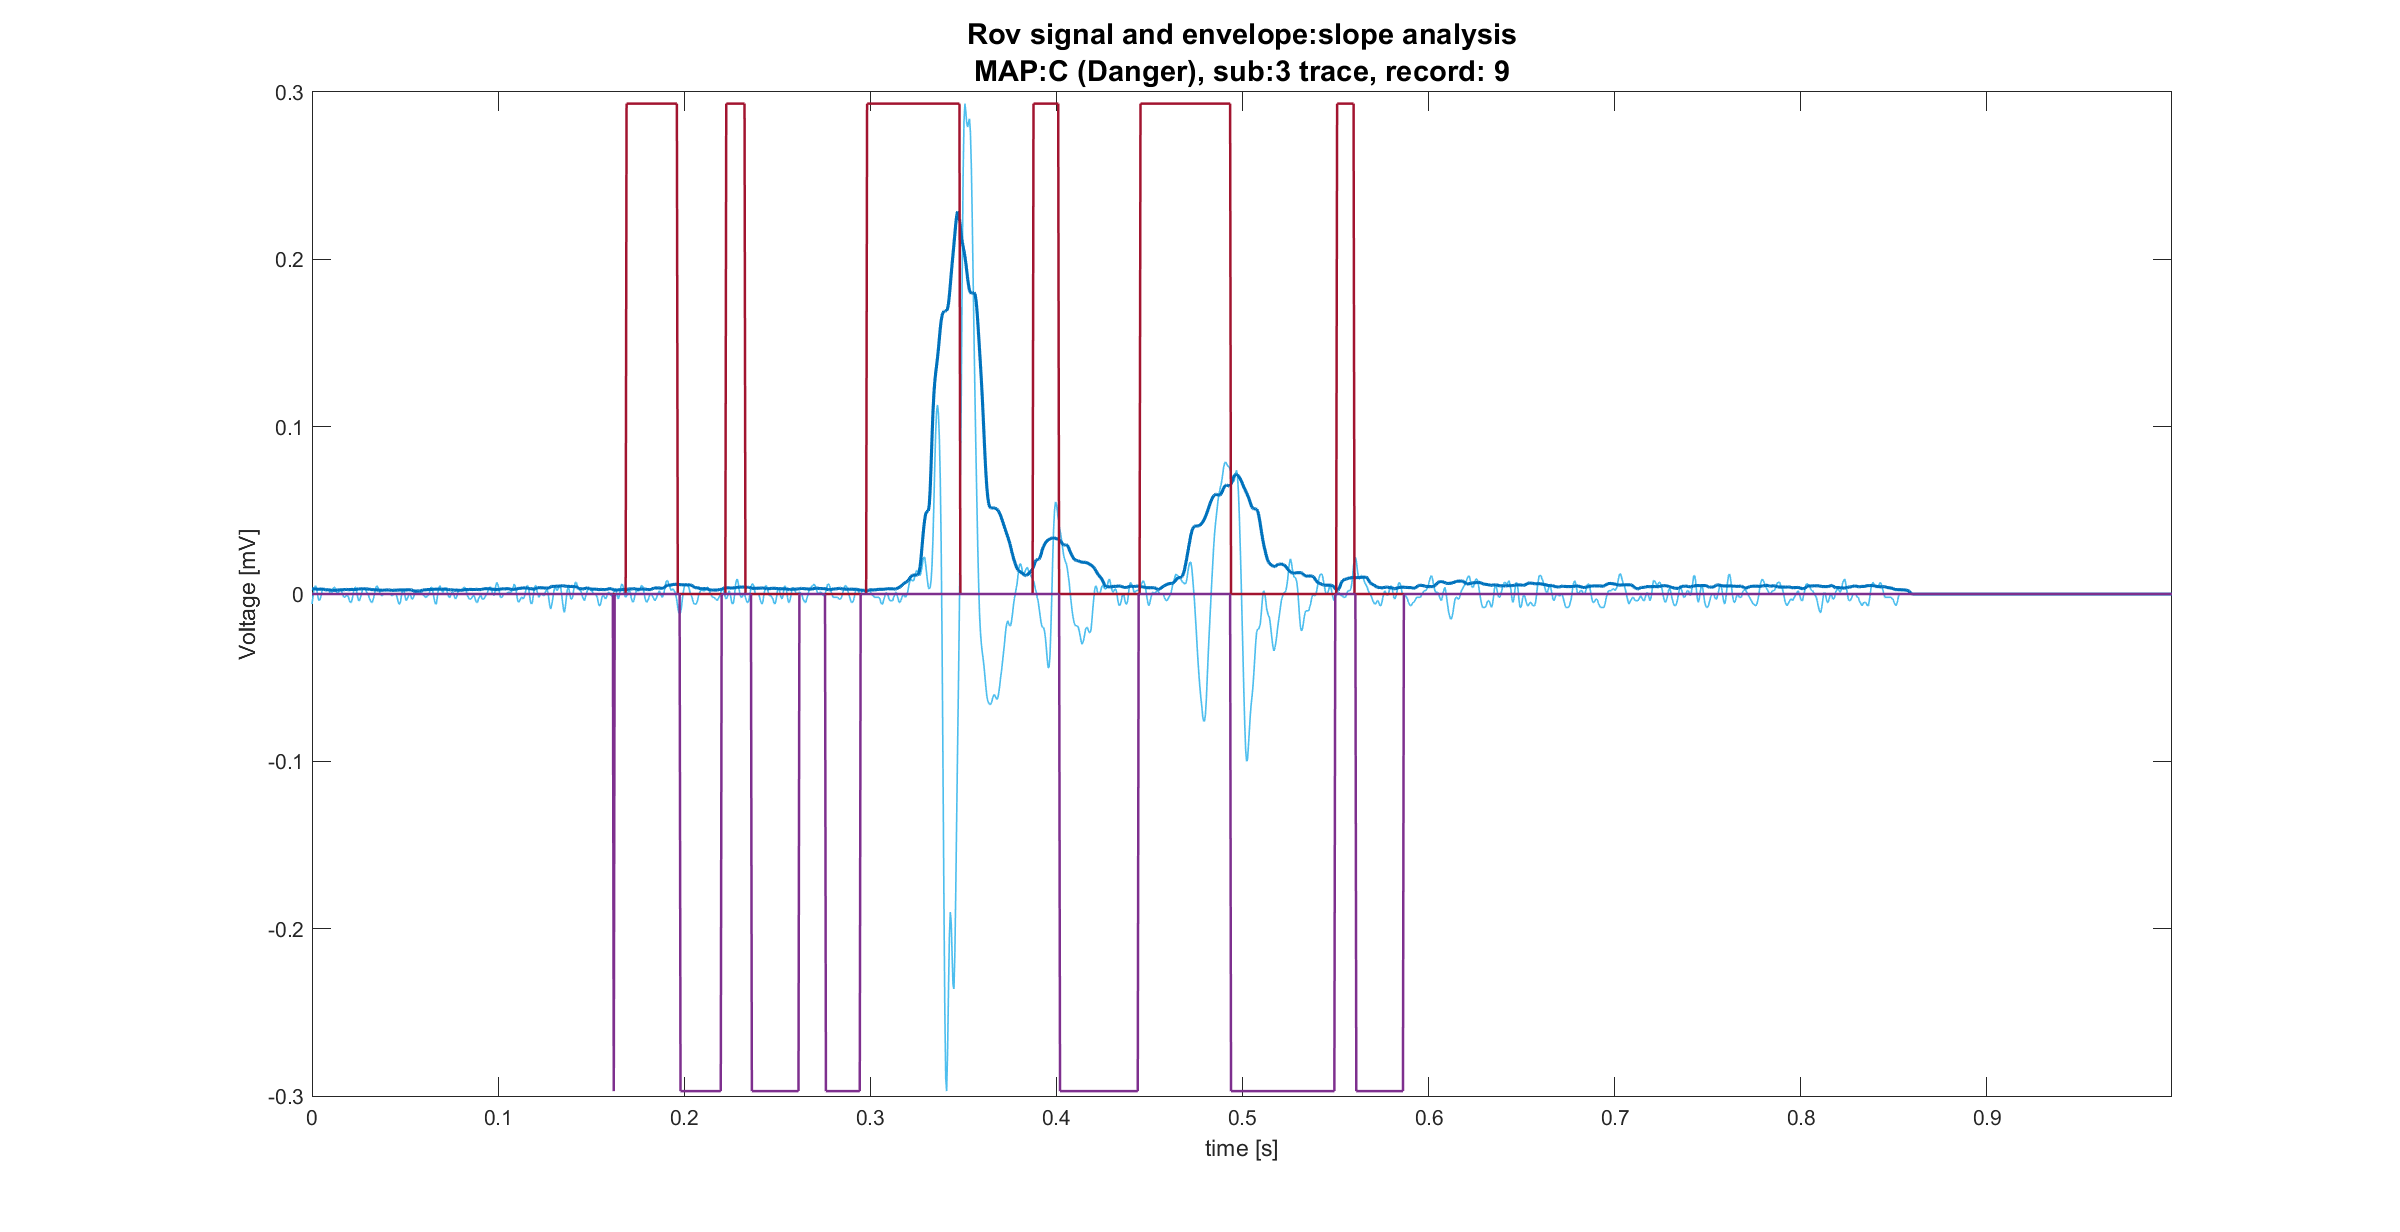 Rov signal and envelope:slope analysis
MAP:C (Danger), sub:3 trace, record: 9
Voltage [mV]
0.3
0.2
0.1
0
-0.1
-0.2
-0.3
0 0.1 0.2 0.3 0.4 0.5 0.6 0.7 0.8 0.9
time [s]